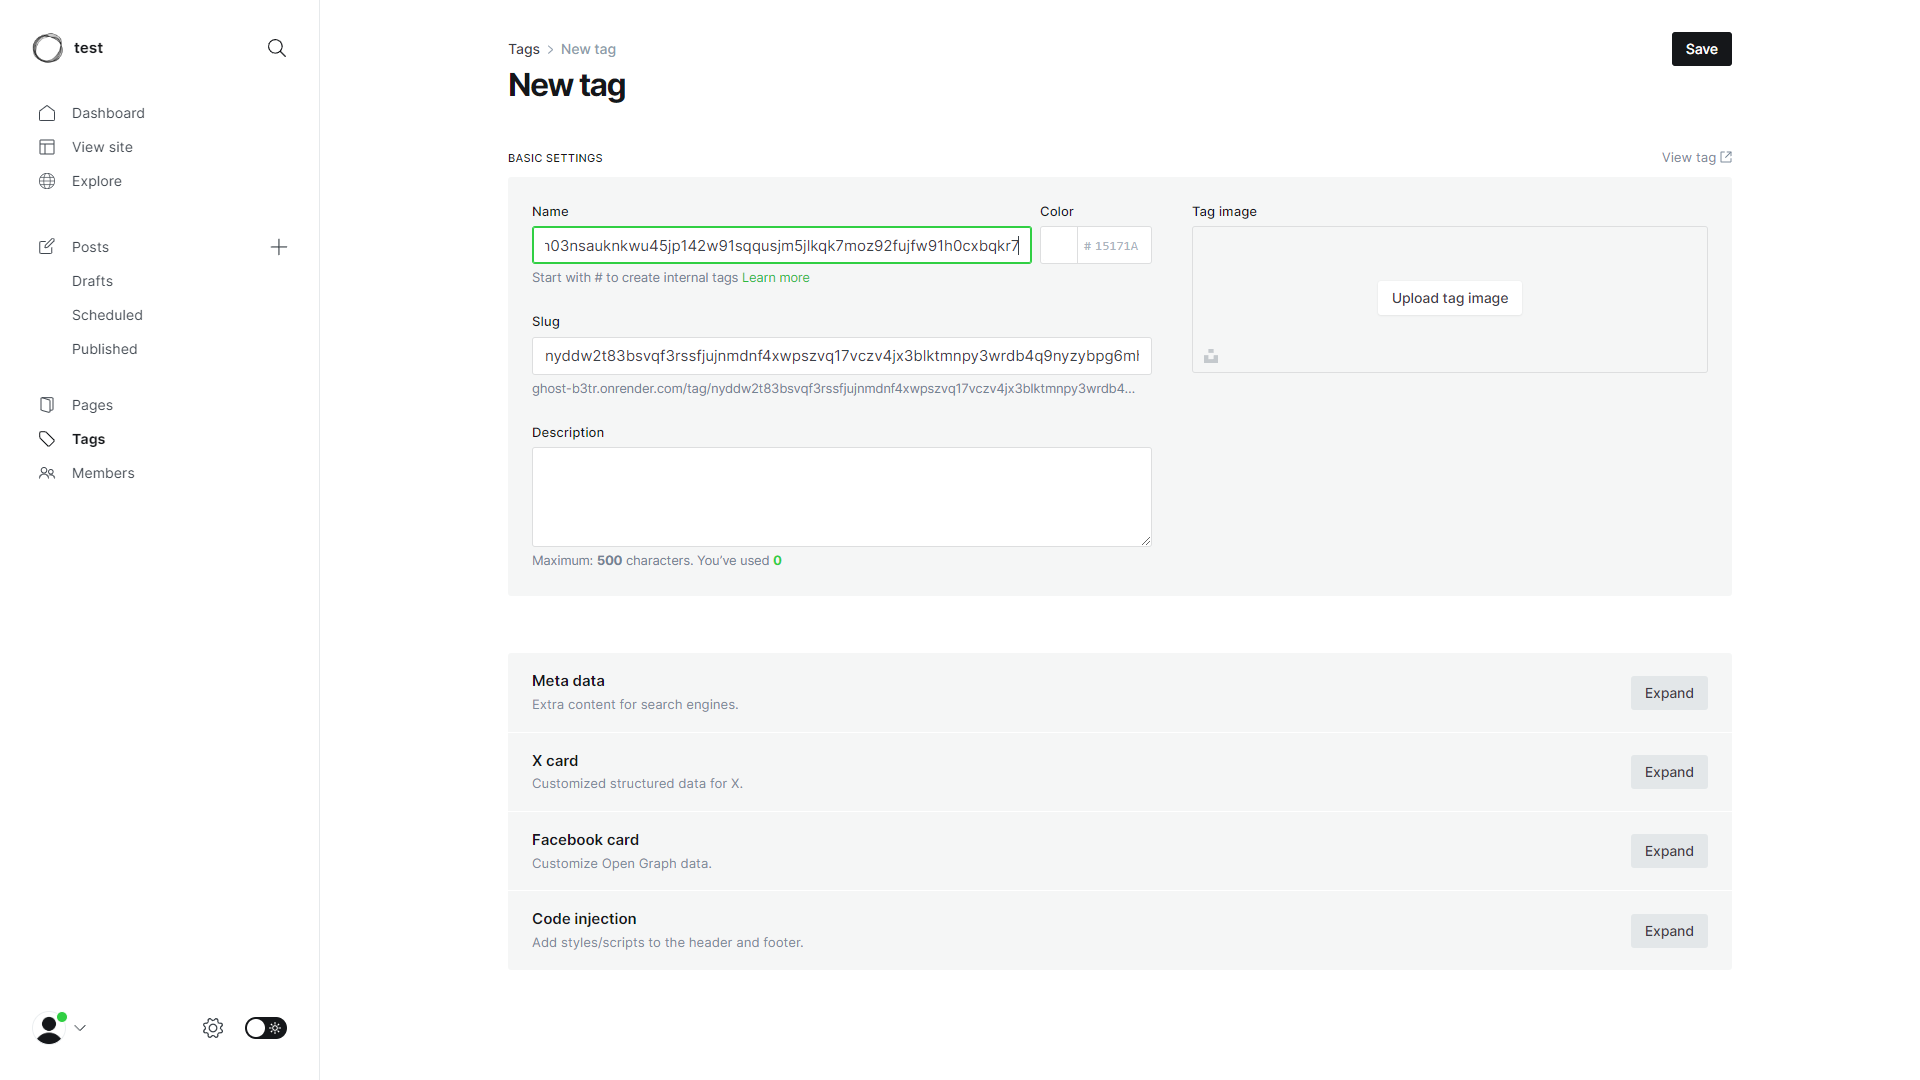 test
Dashboard
View site
Explore
Posts
Drafts
Scheduled
Published
Pages
Tags
Members
Tags > New tag
New tag
Save
BASIC SETTINGS
View tag
Name
Color
Tag image
n03nsauknkwu45jp142w91sqqusjm5jlkqk7moz92fujfw91h0cxbqkr7
# 15171A
Start with # to create internal tags Learn more
Upload tag image
Slug
nyddw2t83bsvqf3rssfjujnmdnf4xwpszvq17vczv4jx3blktmnpy3wrdb4q9nyzybpg6ml
ghost-b3tr.onrender.com/tag/nyddw2t83bsvqf3rssfjujnmdnf4xwpszvq17vczv4jx3blktmnpy3wrdb4...
Description
Maximum: 500 characters. You've used 0
Meta data
Extra content for search engines.
Expand
X card
Customized structured data for X.
Expand
Facebook card
Customize Open Graph data.
Expand
Code injection
Add styles/scripts to the header and footer.
Expand